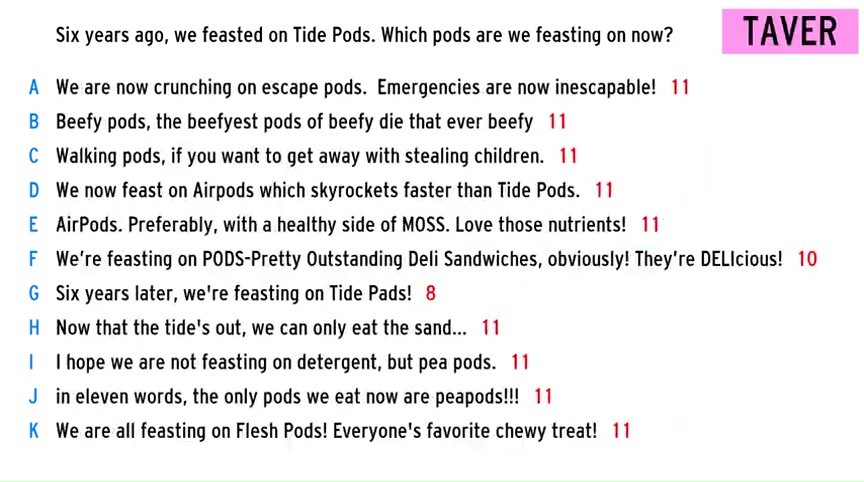 Six years ago, we feasted on Tide Pods. Which pods are we feasting on now?
TAVER
A We are now crunching on escape pods. Emergencies are now inescapable! 11
B Beefy pods, the beefyest pods of beefy die that ever beefy 11
C Walking pods, if you want to get away with stealing children. 11
D We now feast on Airpods which skyrockets faster than Tide Pods. 11
E AirPods. Preferably, with a healthy side of MOSS. Love those nutrients! 11
F We're feasting on PODS-Pretty Outstanding Deli Sandwiches, obviously! They're DELIcious! 10
G Six years later, we're feasting on Tide Pads! 8
H Now that the tide's out, we can only eat the sand... 11
I I hope we are not feasting on detergent, but pea pods. 11
J in eleven words, the only pods we eat now are peapods!!! 11
K We are all feasting on Flesh Pods! Everyone's favorite chewy treat! 11